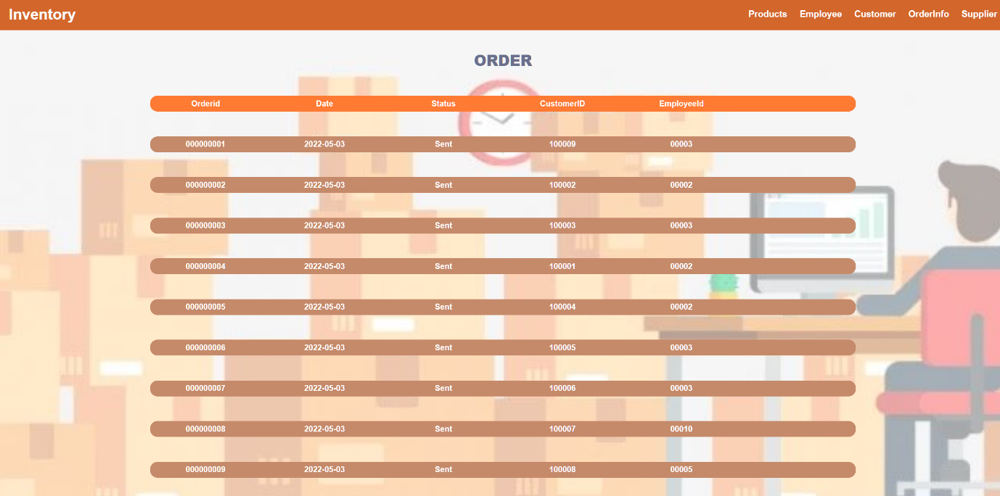 Inventory Products Employee Customer OrderInfo Supplier
ORDER
Orderid Date Status CustomerID EmployeeId
000000001 2022-05-03 Sent 100009 00003
000000002 2022-05-03 Sent 100002 00002
000000003 2022-05-03 Sent 100003 00003
000000004 2022-05-03 Sent 100001 00002
000000005 2022-05-03 Sent 100004 00002
000000006 2022-05-03 Sent 100005 00003
000000007 2022-05-03 Sent 100006 00003
000000008 2022-05-03 Sent 100007 00010
000000009 2022-05-03 Sent 100008 00005